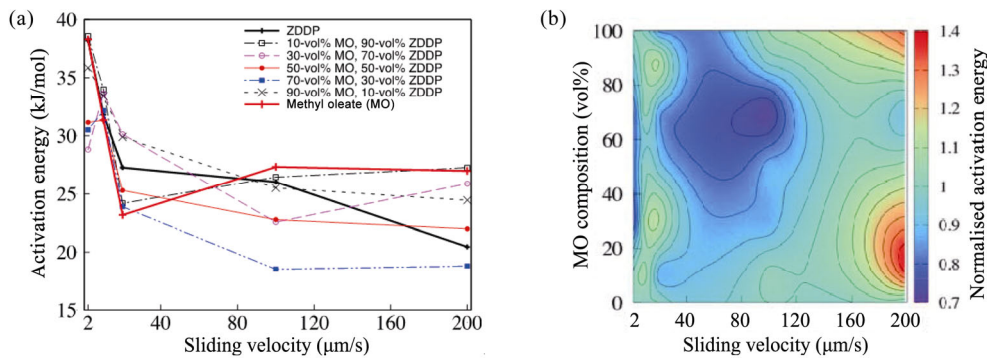 (a)
Activation energy (kJ/mol)
40
35
30
25
20
15
ZDDP
10-vol% MO, 90-vol% ZDDP
30-vol% MO, 70-vol% ZDDP
50-vol% MO, 50-vol% ZDDP
70-vol% MO, 30-vol% ZDDP
90-vol% MO, 10-vol% ZDDP
Methyl oleate (MO)
2 40 80 120 160 200
Sliding velocity (μm/s)
(b)
MO composition (vol%)
100
80
60
40
20
0
2 40 80 120 160 200
Sliding velocity (μm/s)
1.4
1.3
1.2
1.1
1
0.9
0.8
0.7
Normalised activation energy